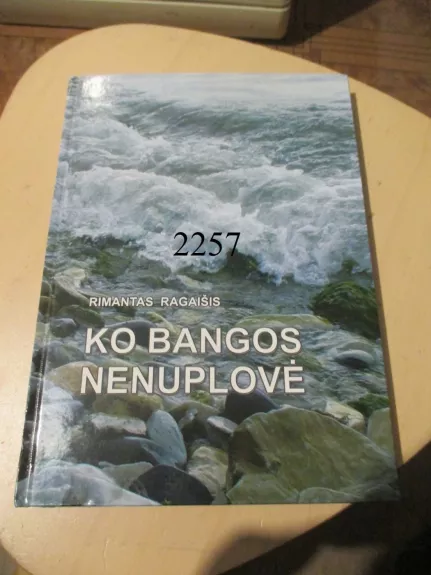 2257
RIMANTAS RAGAIŠIS
KO BANGOS
NENUPLOVĖ